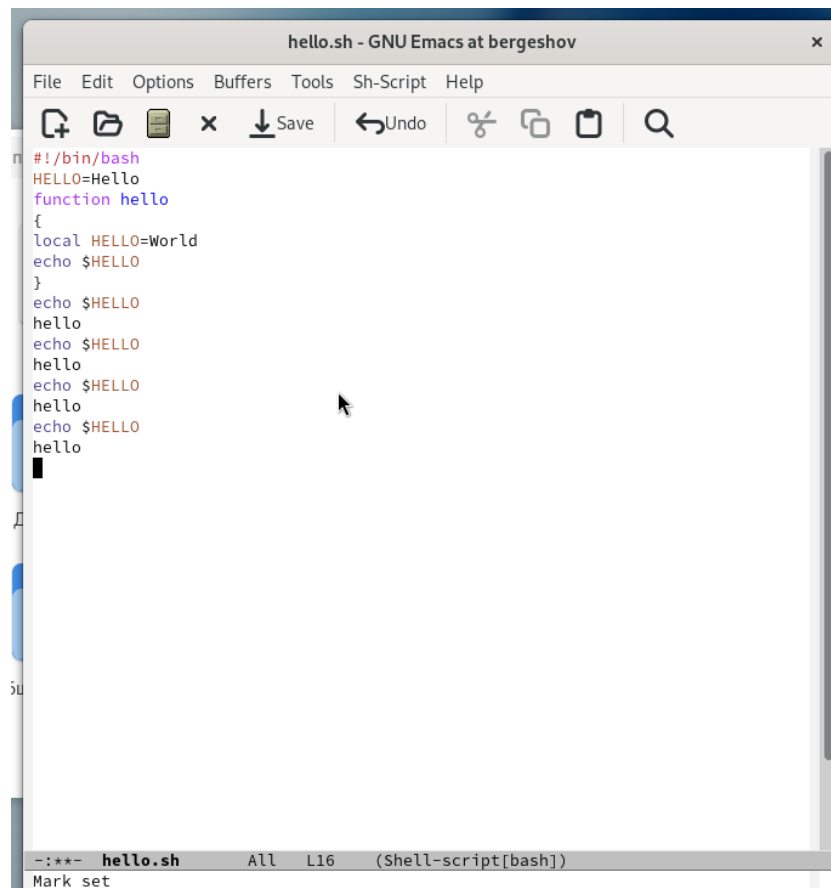 hello.sh - GNU Emacs at bergeshov ×
File Edit Options Buffers Tools Sh-Script Help
Save Undo
#!/bin/bash
HELLO=Hello
function hello
{
local HELLO=World
echo $HELLO
}
echo $HELLO
hello
echo $HELLO
hello
echo $HELLO
hello
echo $HELLO
hello
-:**- hello.sh All L16 (Shell-script[bash])
Mark set